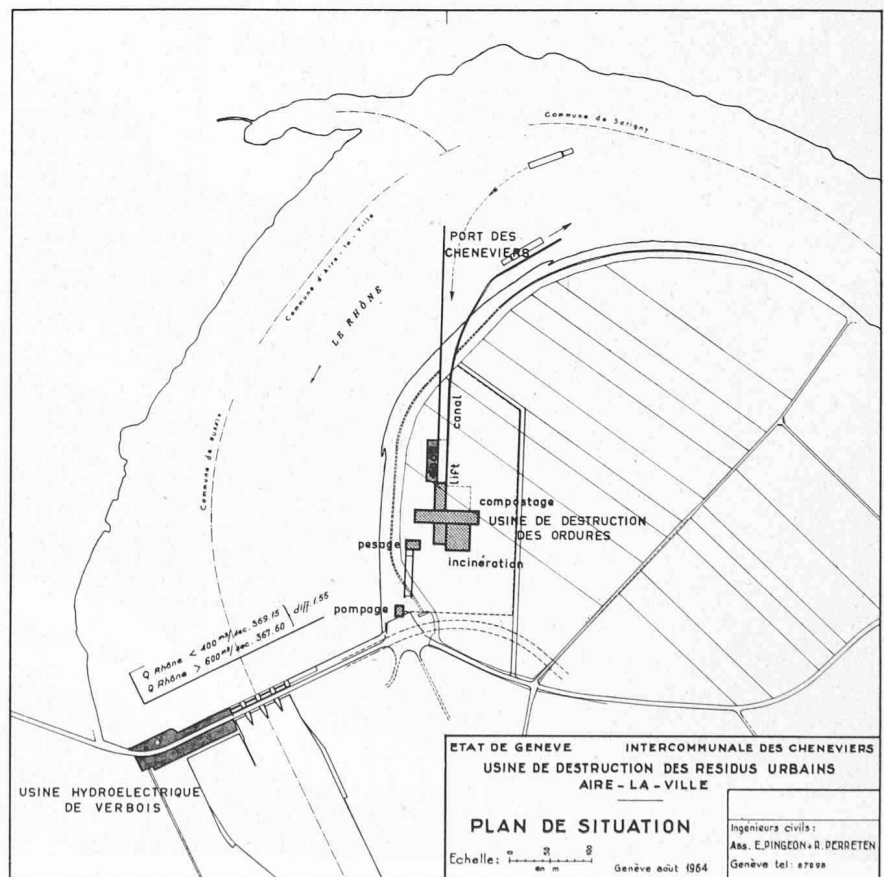 Commune de Satigny
PORT DES
CHENEVIERS
Commune d'Aire-la-Ville
LE RHÔNE
Commune de Russin
canal
lift
compostage
USINE DE DESTRUCTION
DES ORDURES
pesage
incinération
pompage
Q Rhône < 400 m3/sec. 369.15
Q Rhône > 600 m3/sec. 367.60
diff. 1.55
USINE HYDROELECTRIQUE
DE VERBOIS
ETAT DE GENEVE INTERCOMMUNALE DES CHENEVIERS
USINE DE DESTRUCTION DES RESIDUS URBAINS
AIRE-LA-VILLE
PLAN DE SITUATION
Echelle: 0 50 100
en m
Genève août 1964
Ingénieurs civils:
Ass. E.PINGEON+R.PERRETEN
Genève tel: